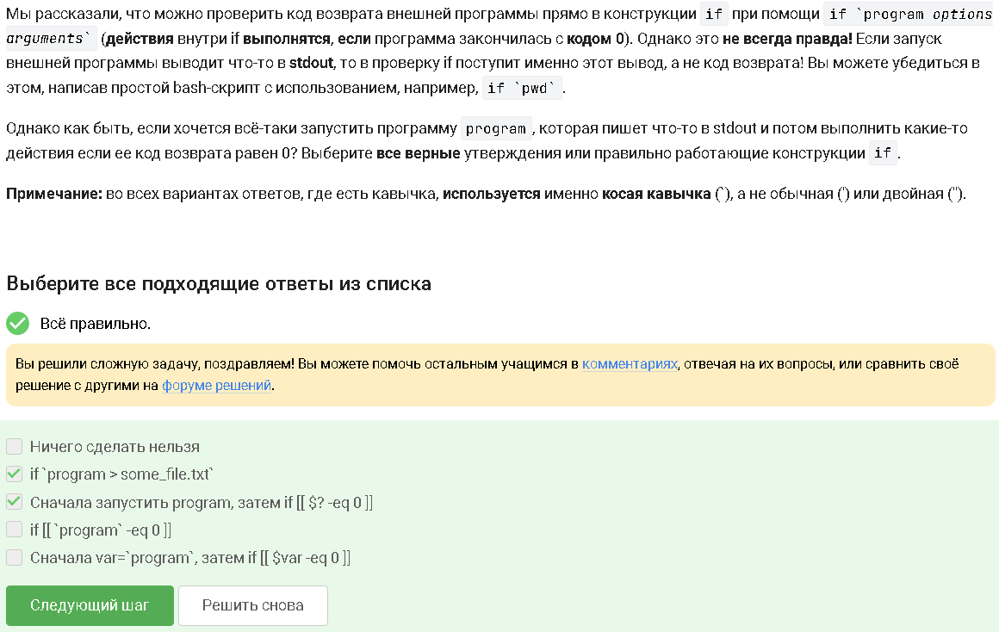 Мы рассказали, что можно проверить код возврата внешней программы прямо в конструкции if при помощи if `program options
arguments` (действия внутри if выполнятся, если программа закончилась с кодом 0). Однако это не всегда правда! Если запуск
внешней программы выводит что-то в stdout, то в проверку if поступит именно этот вывод, а не код возврата! Вы можете убедиться в
этом, написав простой bash-скрипт с использованием, например, if `pwd` .
Однако как быть, если хочется всё-таки запустить программу program , которая пишет что-то в stdout и потом выполнить какие-то
действия если ее код возврата равен 0? Выберите все верные утверждения или правильно работающие конструкции if .
Примечание: во всех вариантах ответов, где есть кавычка, используется именно косая кавычка (`), а не обычная (') или двойная (").
Выберите все подходящие ответы из списка
Всё правильно.
Вы решили сложную задачу, поздравляем! Вы можете помочь остальным учащимся в комментариях, отвечая на их вопросы, или сравнить своё
решение с другими на форуме решений.
Ничего сделать нельзя
if `program > some_file.txt`
Сначала запустить program, затем if [[ $? -eq 0 ]]
if [[ `program` -eq 0 ]]
Сначала var=`program`, затем if [[ $var -eq 0 ]]
Следующий шаг
Решить снова